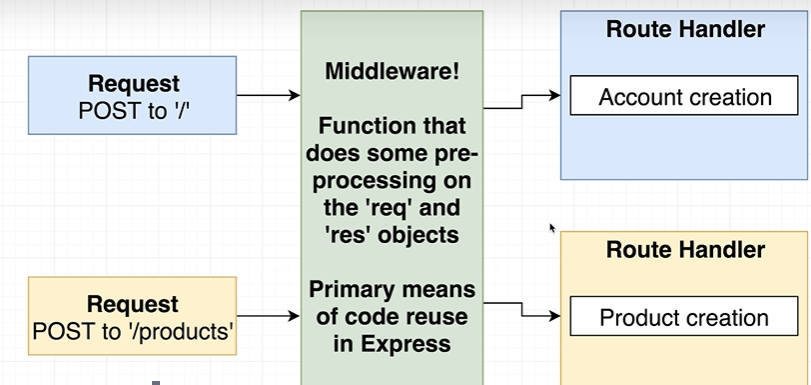 Request
POST to '/'
Middleware!
Function that
does some pre-
processing on
the 'req' and
'res' objects
Primary means
of code reuse
in Express
Route Handler
Account creation
Request
POST to '/products'
Route Handler
Product creation